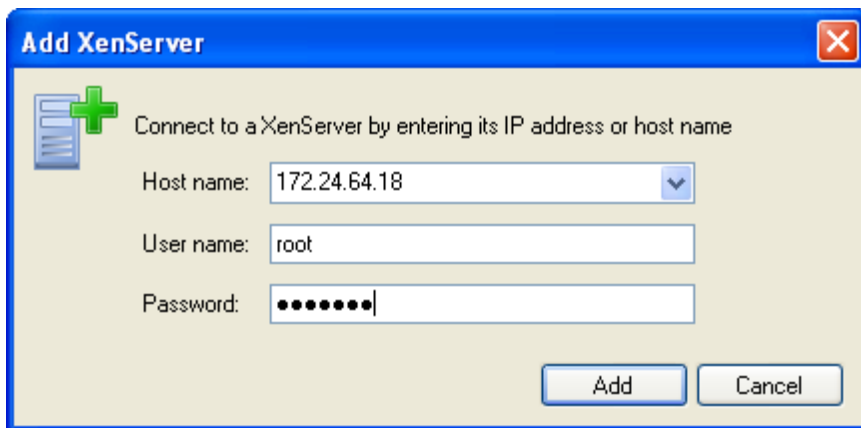 Add XenServer
Connect to a XenServer by entering its IP address or host name
Host name: 172.24.64.18
User name: root
Password: ●●●●●●●
Add Cancel